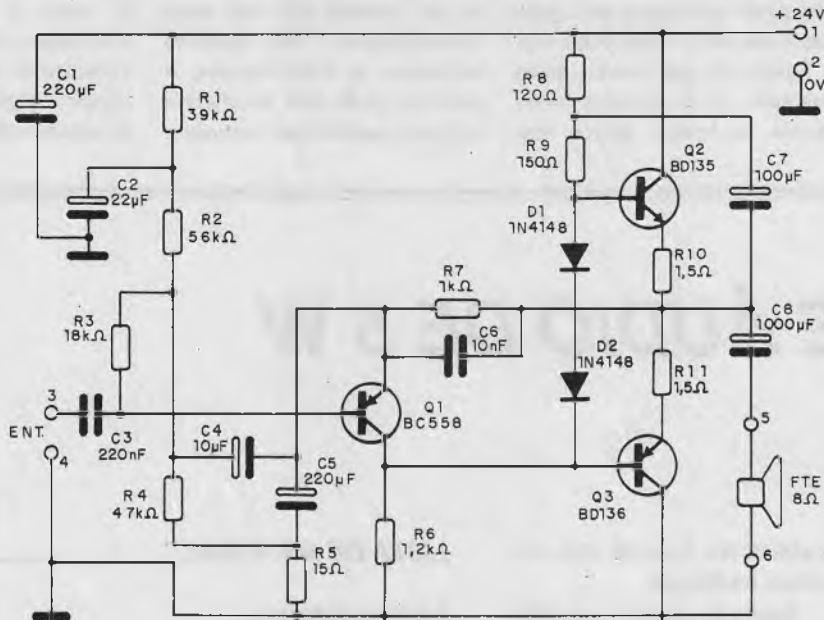 + 24V
1
2
0V
C1
220µF
R1
39kΩ
C2
22µF
R2
56kΩ
R3
18kΩ
3
ENT.
4
C3
220nF
C4
10µF
R4
47kΩ
C5
220µF
R5
15Ω
R6
1,2kΩ
R7
1kΩ
C6
10nF
Q1
BC558
R8
120Ω
R9
150Ω
D1
1N4148
D2
1N4148
Q2
BD135
R10
1,5Ω
R11
1,5Ω
Q3
BD136
C7
100µF
C8
1000µF
5
FTE
8Ω
6